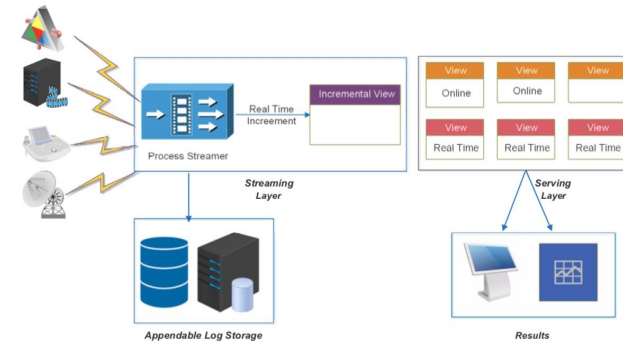 View
View
View
Online
Online
View
View
View
Real Time
Real Time
Real Time
Real Time
Increement
Incremental View
Process Streamer
Streaming
Layer
Serving
Layer
Appendable Log Storage
Results